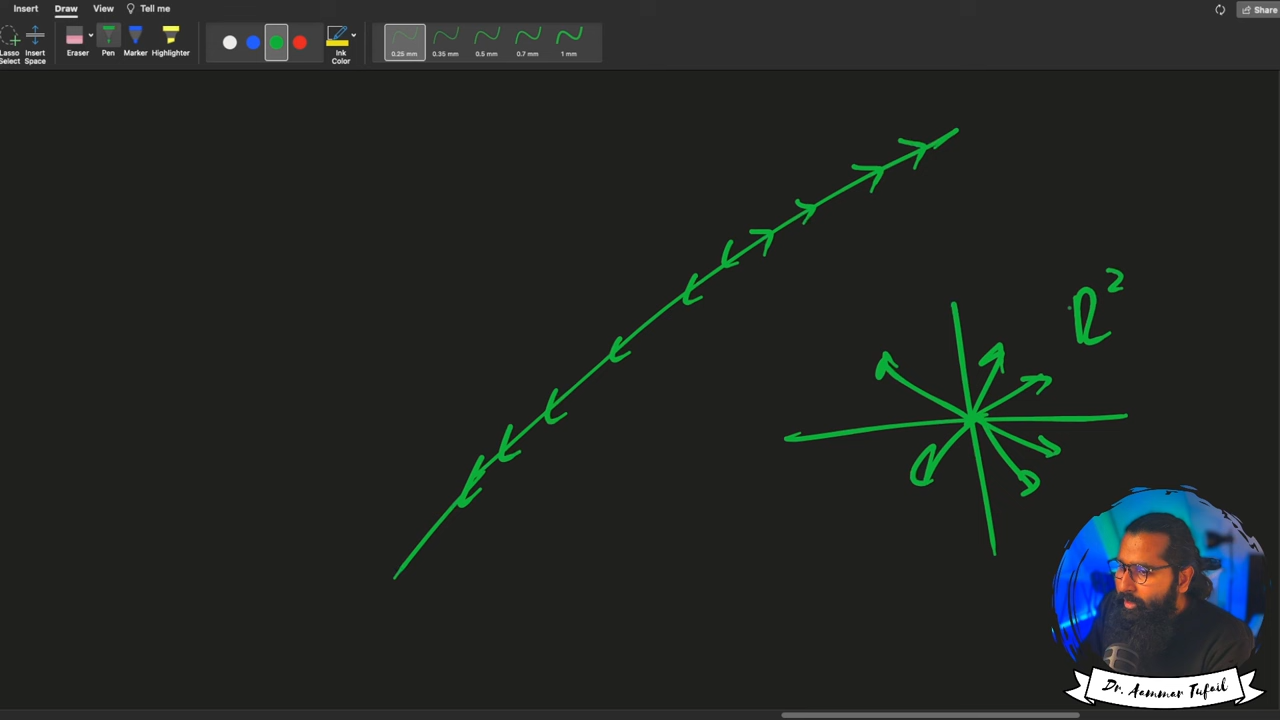 Insert Draw View Tell me
Share
Lasso Select
Insert Space
Eraser
Pen
Marker
Highlighter
Ink Color
0.25 mm
0.35 mm
0.5 mm
0.7 mm
1 mm
R²
Dr. Aammar Tufail